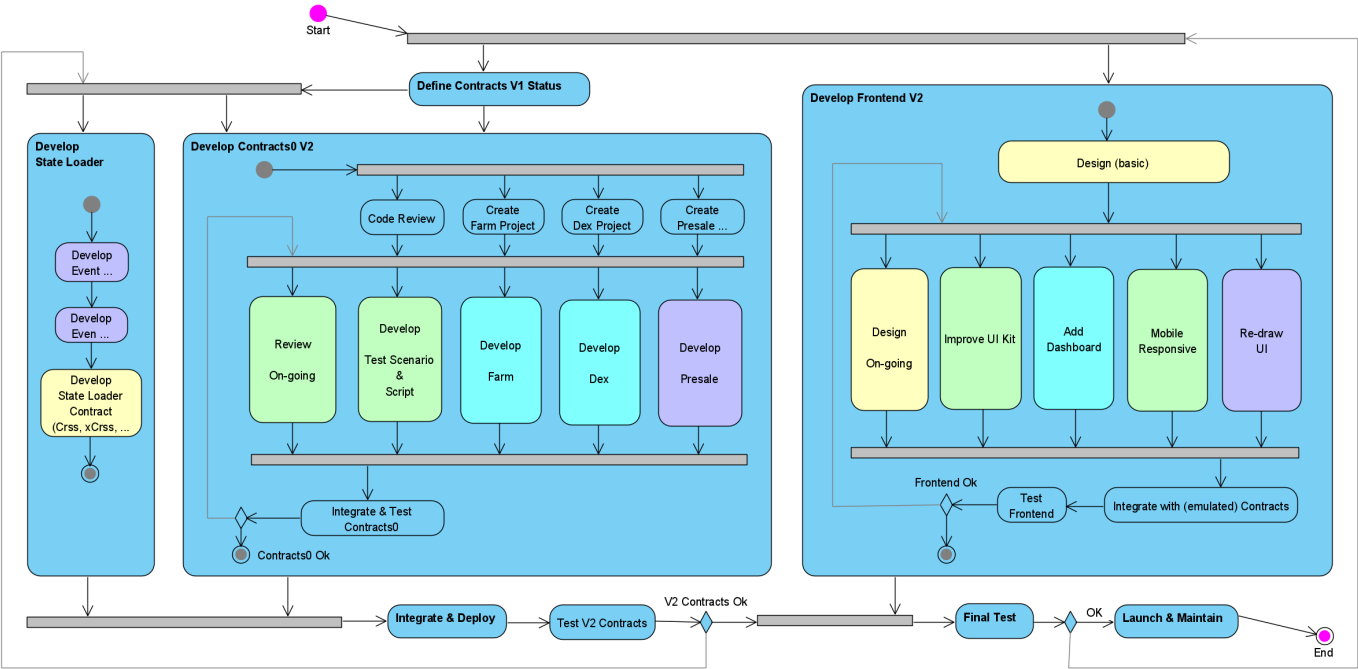 Start
Define Contracts V1 Status
Develop
State Loader
Develop
Event ...
Develop
Even ...
Develop
State Loader
Contract
(Crss, xCrss, ...
Develop Contracts0 V2
Code Review
Create
Farm Project
Create
Dex Project
Create
Presale ...
Review
On-going
Develop
Test Scenario
&
Script
Develop
Farm
Develop
Dex
Develop
Presale
Integrate & Test
Contracts0
Contracts0 Ok
Develop Frontend V2
Design (basic)
Design
On-going
Improve UI Kit
Add
Dashboard
Mobile
Responsive
Re-draw
UI
Frontend Ok
Test
Frontend
Integrate with (emulated) Contracts
Integrate & Deploy
Test V2 Contracts
V2 Contracts Ok
Final Test
OK
Launch & Maintain
End